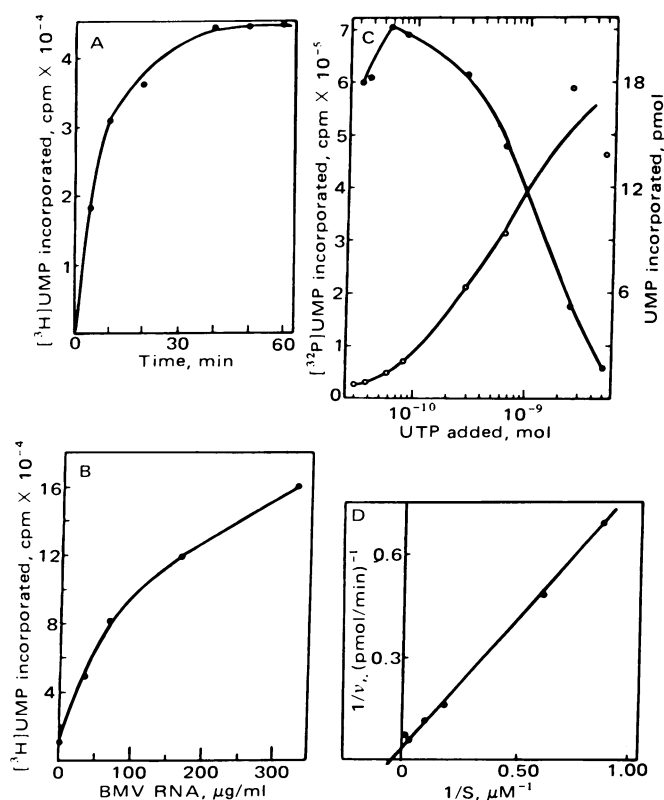 A
[³H]UMP incorporated, cpm X 10⁻⁴
4
3
2
1
0
30
60
Time, min
C
[³²P]UMP incorporated, cpm X 10⁻⁵
7
6
5
4
3
2
1
0
18
12
6
UMP incorporated, pmol
10⁻¹⁰
10⁻⁹
UTP added, mol
B
[³H]UMP incorporated, cpm X 10⁻⁴
16
12
8
4
0
100
200
300
BMV RNA, μg/ml
D
1/ν, (pmol/min)⁻¹
0.6
0.3
0
0.50
1.00
1/S, μM⁻¹